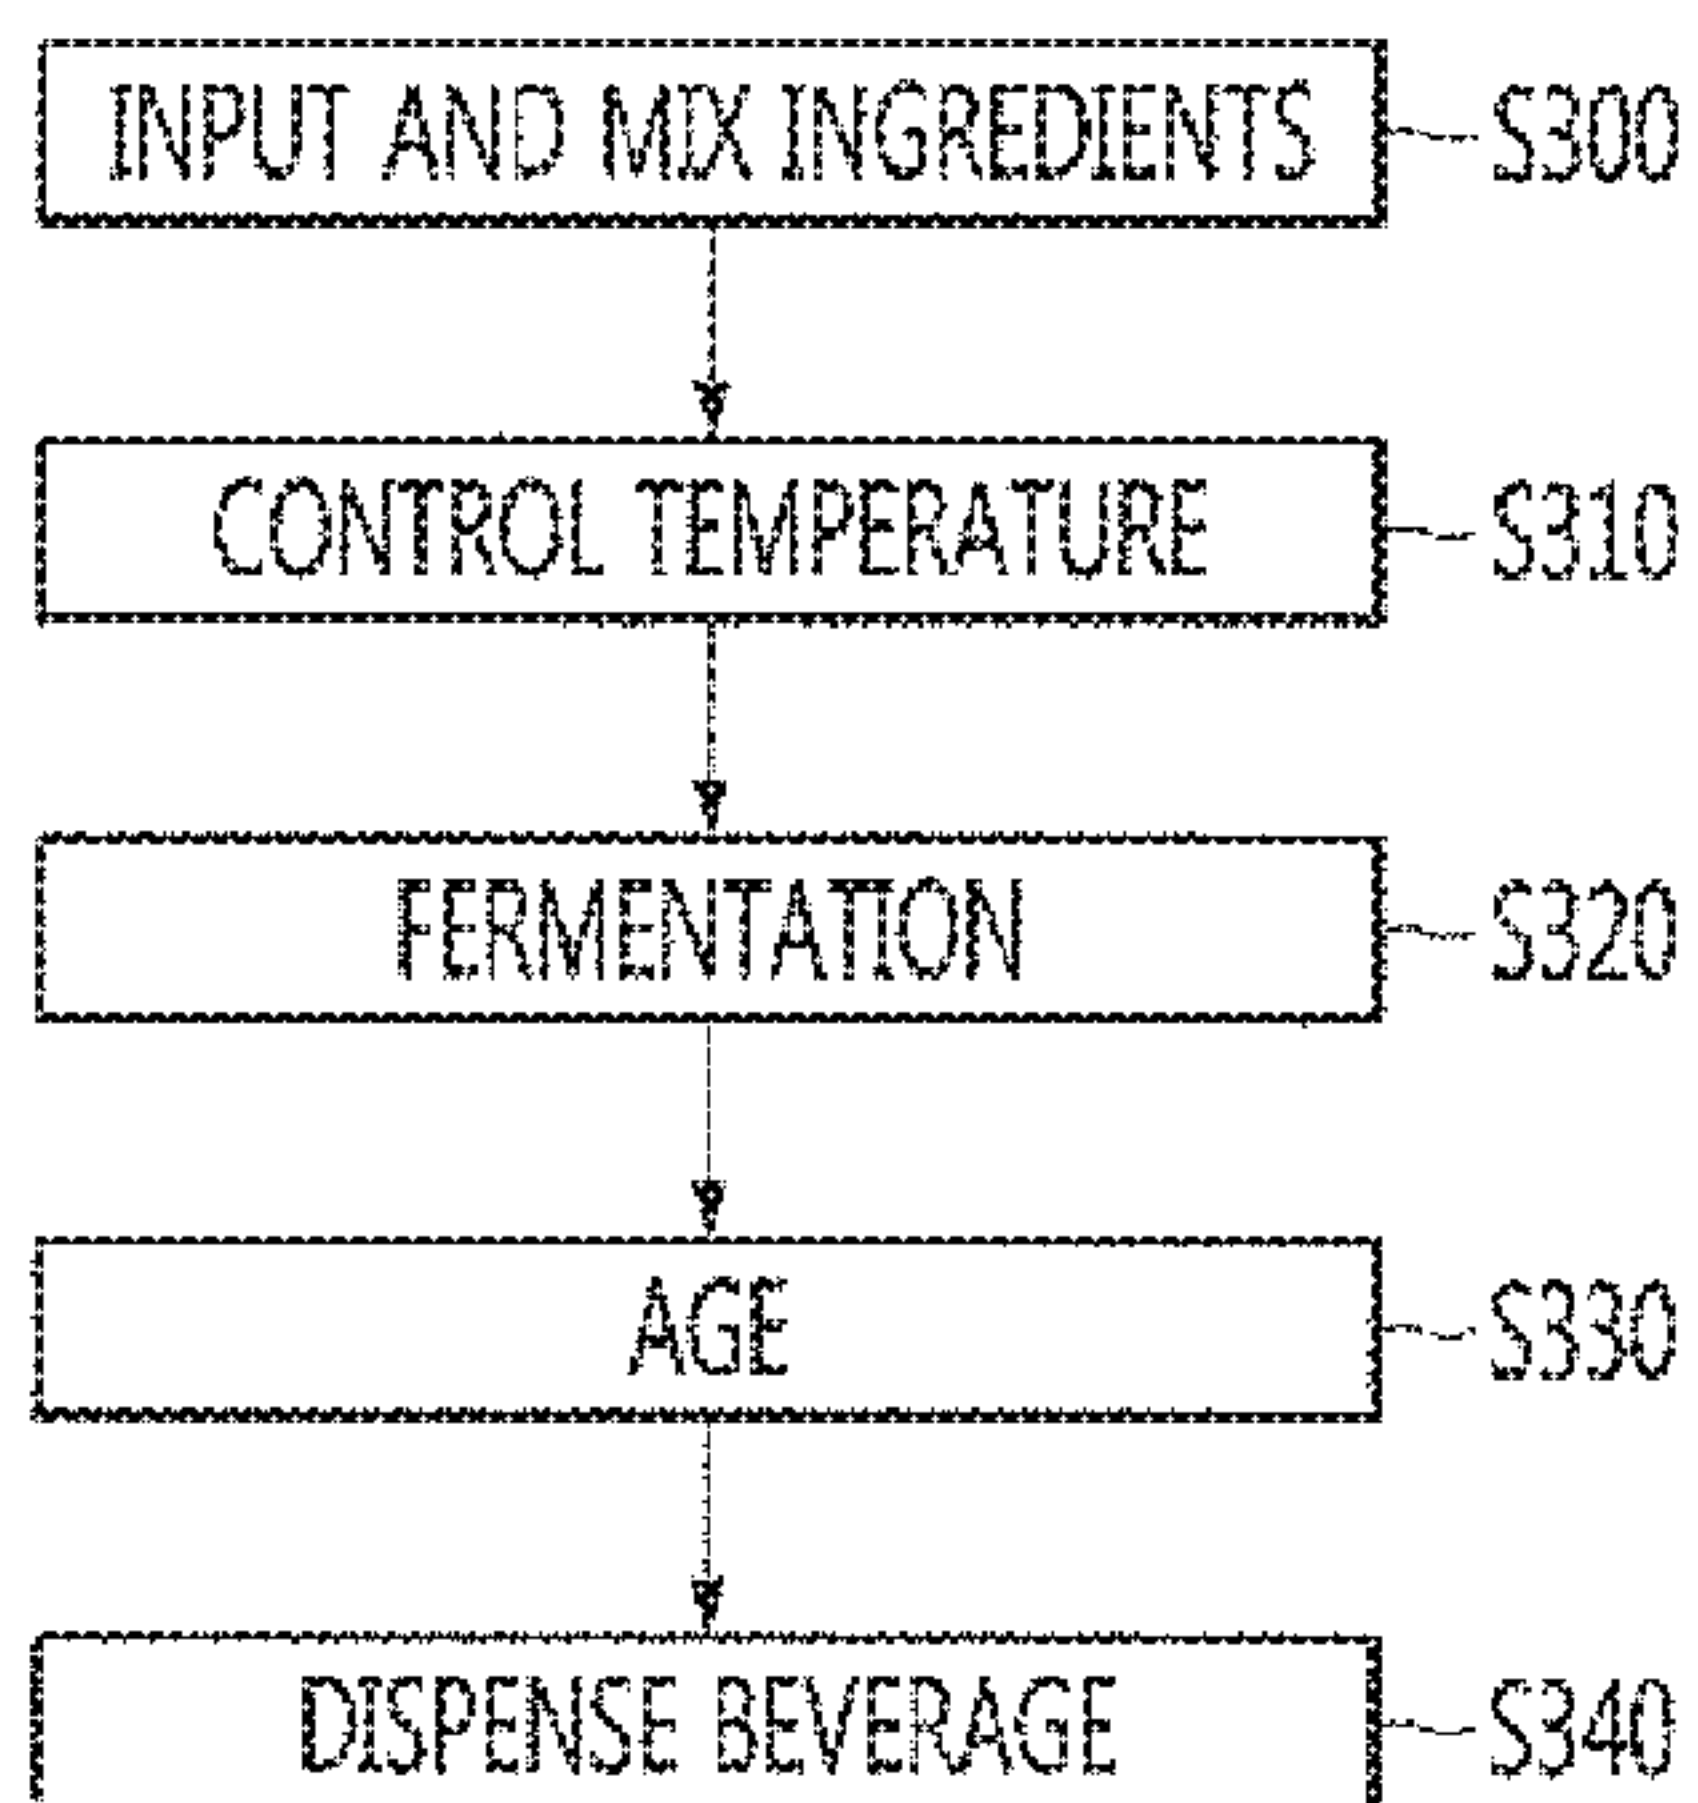 INPUT AND MIX INGREDIENTS S300
CONTROL TEMPERATURE S310
FERMENTATION S320
AGE S330
DISPENSE BEVERAGE S340